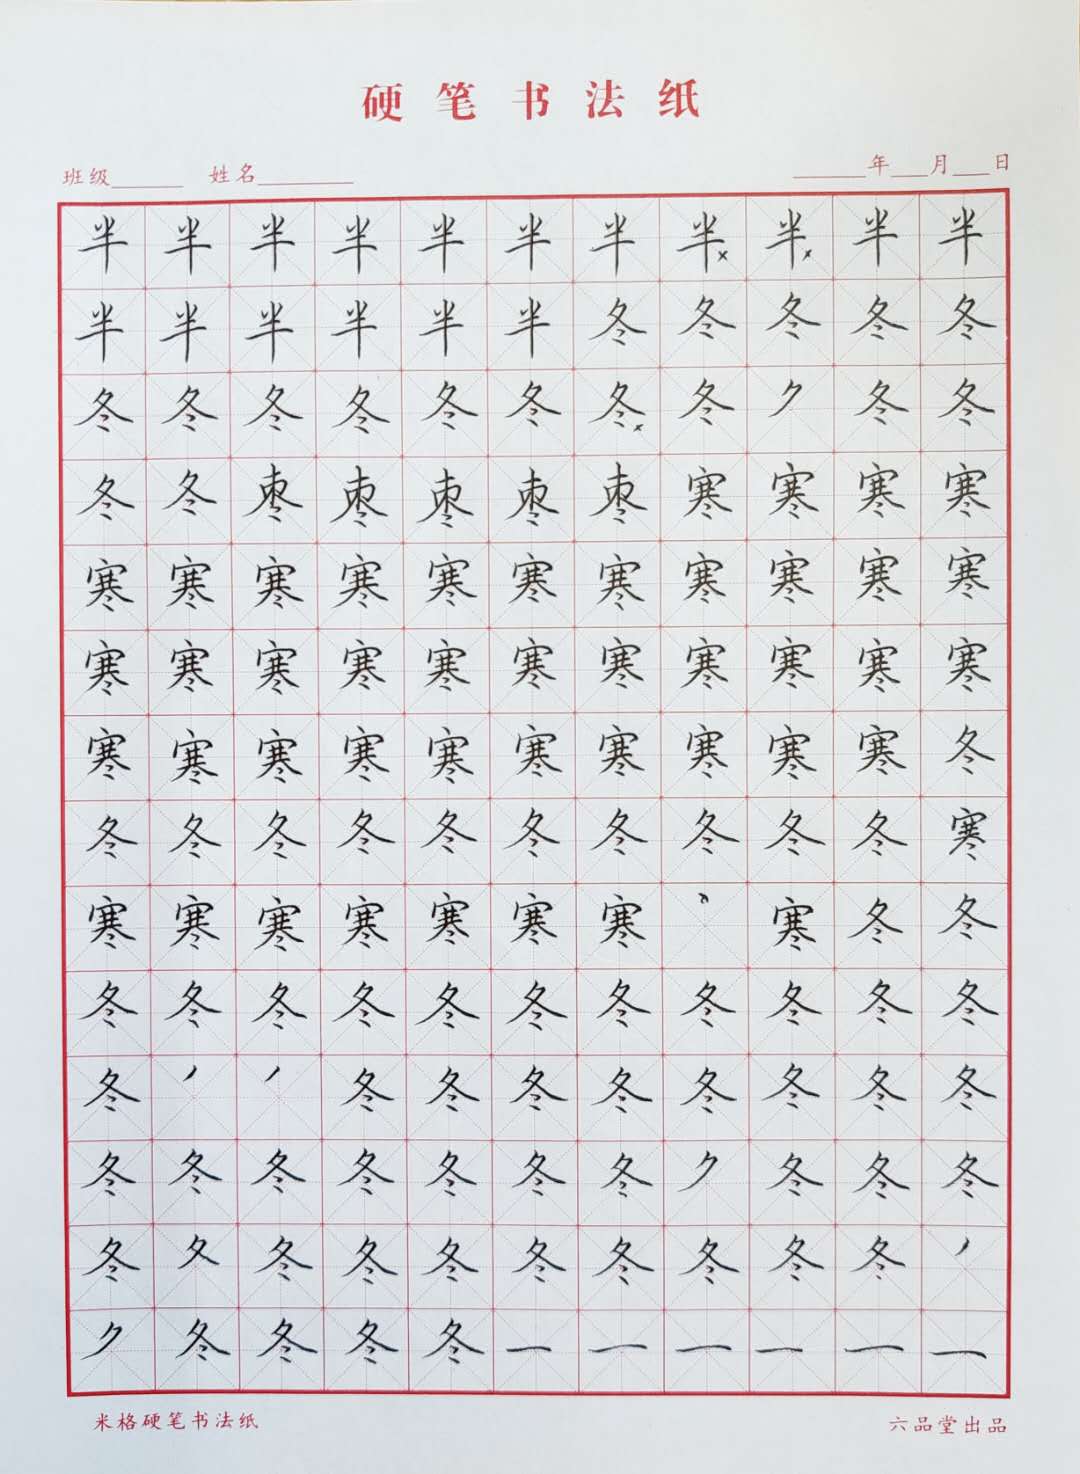 硬笔书法纸
班级______ 姓名________ ______年___月___日
半半半半半半半半半半半
半半半半半半冬冬冬冬冬
冬冬冬冬冬冬冬冬ク冬冬
冬冬枣枣枣枣枣寒寒寒寒
寒寒寒寒寒寒寒寒寒寒寒
寒寒寒寒寒寒寒寒寒寒寒
寒寒寒寒寒寒寒寒寒寒冬
冬冬冬冬冬冬冬冬冬冬寒
寒寒寒寒寒寒寒丶寒冬冬
冬冬冬冬冬冬冬冬冬冬冬
冬丿丿冬冬冬冬冬冬冬冬
冬冬冬冬冬冬冬ク冬冬冬
冬夂冬冬冬冬冬冬冬冬丿
ク冬冬冬冬一一一一一一
米格硬笔书法纸 六品堂出品